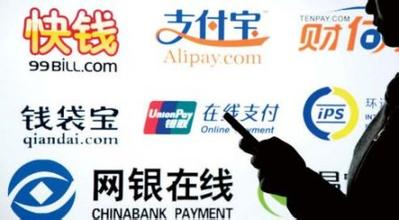 快钱
99BILL.com
支付宝
Alipay.com
TENPAY.COM
财付
钱袋宝
qiandai.com
UnionPay
银联
在线支付
Online Payment
iPS
环
网银在线
CHINABANK PAYMENT